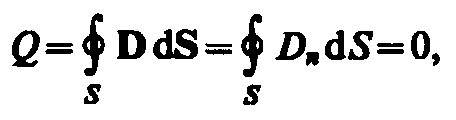 Q = ∮_S D dS = ∮_S D_n dS = 0,